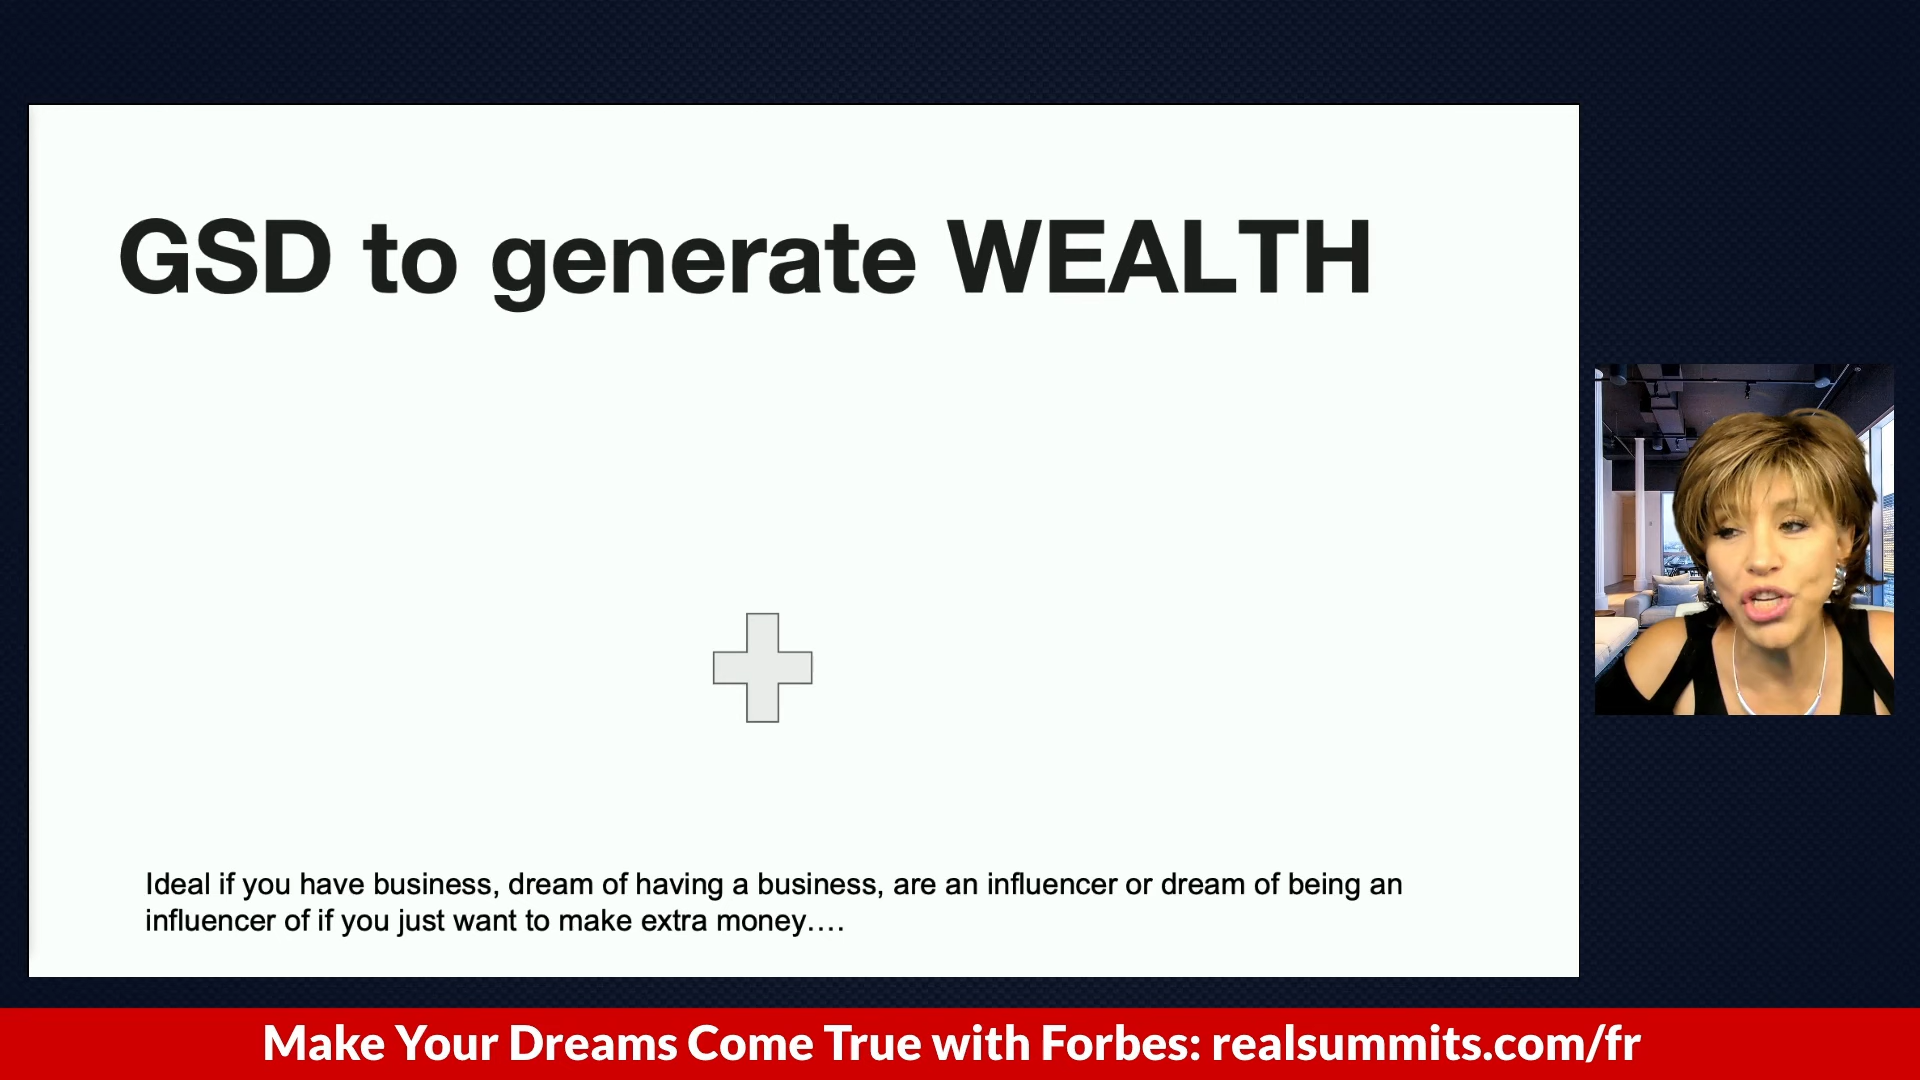 GSD to generate WEALTH
Ideal if you have business, dream of having a business, are an influencer or dream of being an
influencer of if you just want to make extra money….
Make Your Dreams Come True with Forbes: realsummits.com/fr